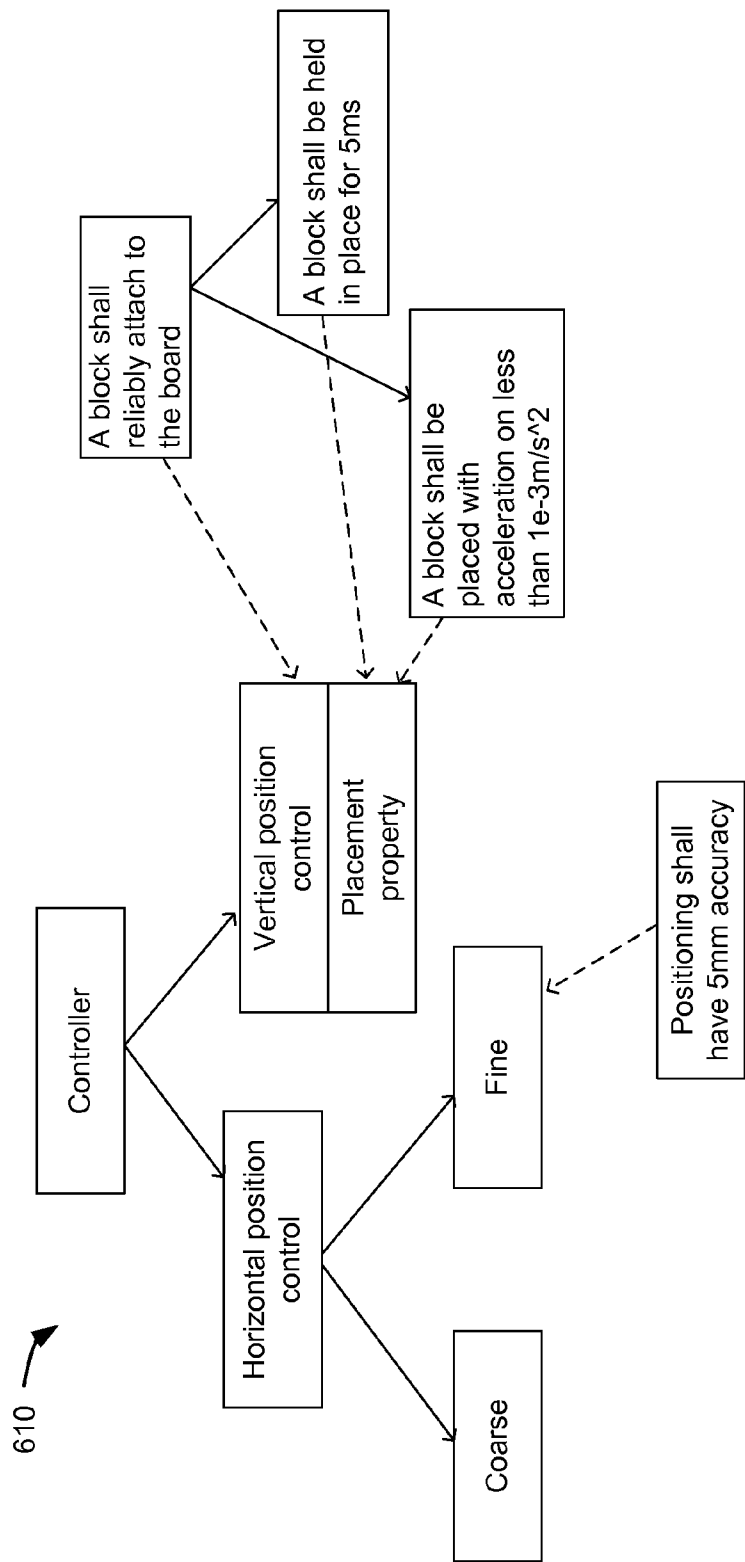 610
Controller
Horizontal position
control
Vertical position
control
Placement
property
Coarse
Fine
Positioning shall
have 5mm accuracy
A block shall
reliably attach to
the board
A block shall be held
in place for 5ms
A block shall be
placed with
acceleration on less
than 1e-3m/s^2